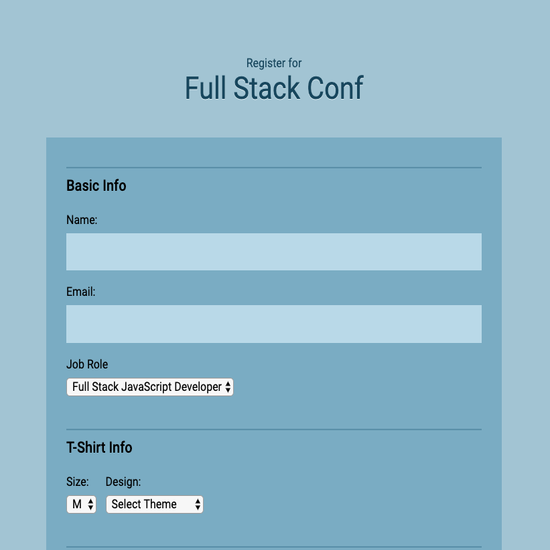 Register for
Full Stack Conf
Basic Info
Name:
Email:
Job Role
Full Stack JavaScript Developer
T-Shirt Info
Size: Design:
M Select Theme